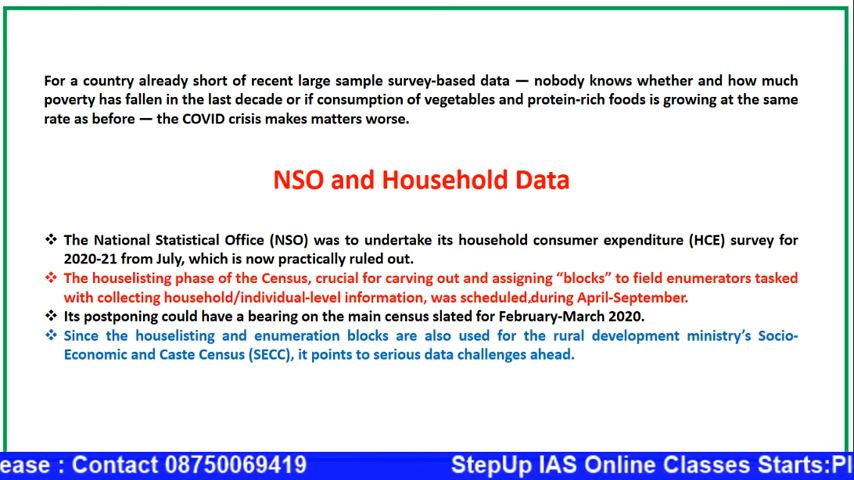 For a country already short of recent large sample survey-based data — nobody knows whether and how much
poverty has fallen in the last decade or if consumption of vegetables and protein-rich foods is growing at the same
rate as before — the COVID crisis makes matters worse.
NSO and Household Data
❖ The National Statistical Office (NSO) was to undertake its household consumer expenditure (HCE) survey for
2020-21 from July, which is now practically ruled out.
❖ The houselisting phase of the Census, crucial for carving out and assigning “blocks” to field enumerators tasked
with collecting household/individual-level information, was scheduled during April-September.
❖ Its postponing could have a bearing on the main census slated for February-March 2020.
❖ Since the houselisting and enumeration blocks are also used for the rural development ministry’s Socio-
Economic and Caste Census (SECC), it points to serious data challenges ahead.
ease : Contact 08750069419 StepUp IAS Online Classes Starts:Pl